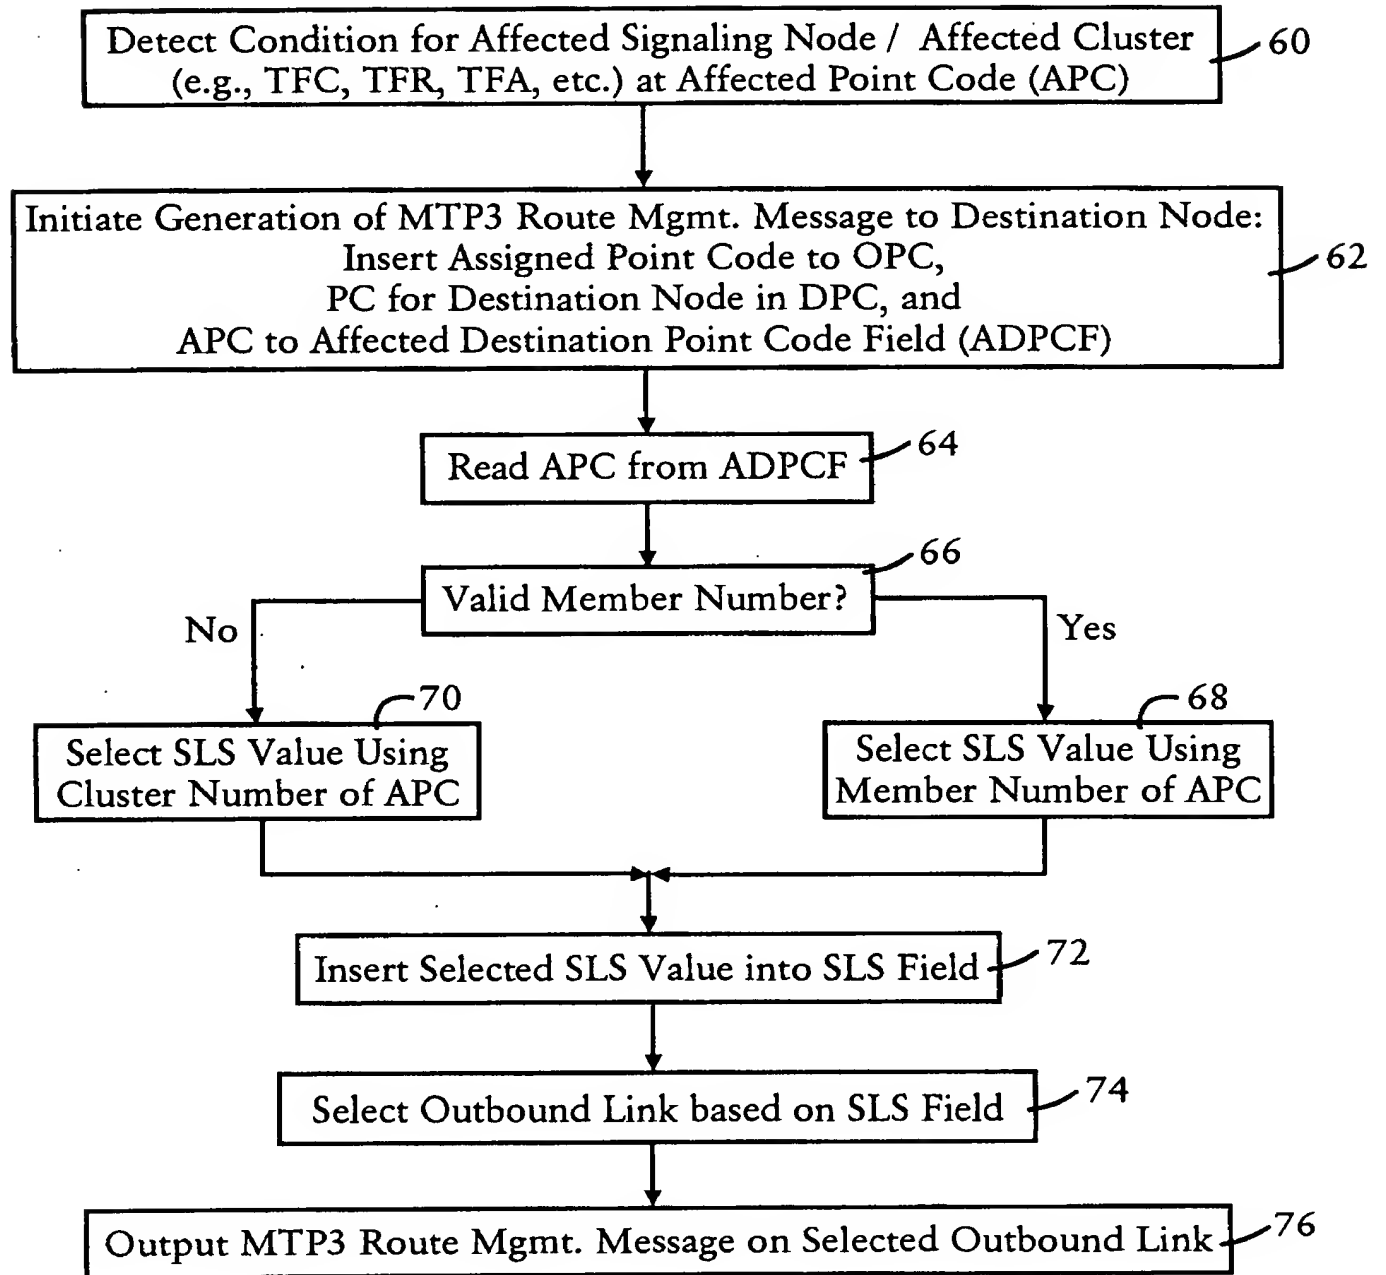 Detect Condition for Affected Signaling Node / Affected Cluster
(e.g., TFC, TFR, TFA, etc.) at Affected Point Code (APC)
60
Initiate Generation of MTP3 Route Mgmt. Message to Destination Node:
Insert Assigned Point Code to OPC,
PC for Destination Node in DPC, and
APC to Affected Destination Point Code Field (ADPCF)
62
Read APC from ADPCF
64
Valid Member Number?
66
No
Yes
70
Select SLS Value Using
Cluster Number of APC
68
Select SLS Value Using
Member Number of APC
Insert Selected SLS Value into SLS Field
72
Select Outbound Link based on SLS Field
74
Output MTP3 Route Mgmt. Message on Selected Outbound Link
76